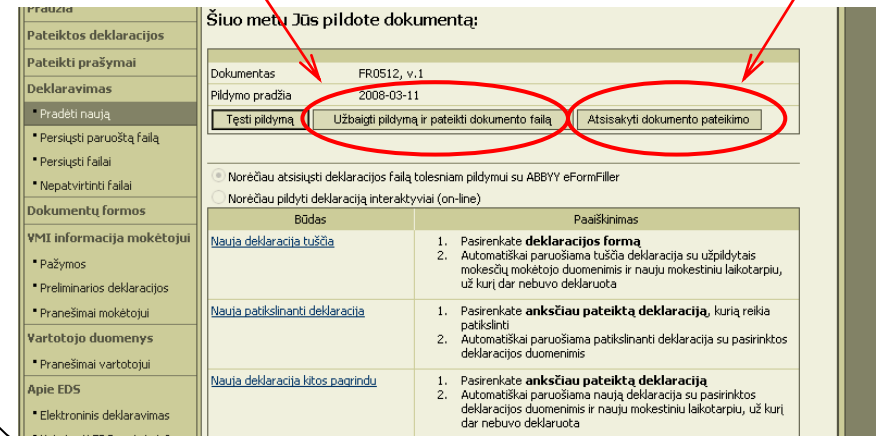 Pradžia
Pateiktos deklaracijos
Pateikti prašymai
Deklaravimas
Pradėti naują
Persiųsti paruoštą failą
Persiųsti failai
Nepatvirtinti failai
Dokumentų formos
VMI informacija mokėtojui
Pažymos
Preliminarios deklaracijos
Pranešimai mokėtojui
Vartotojo duomenys
Pranešimai vartotojui
Apie EDS
Elektroninis deklaravimas
Šiuo metu Jūs pildote dokumentą:
Dokumentas FR0512, v.1
Pildymo pradžia 2008-03-11
Tęsti pildymą Užbaigti pildymą ir pateikti dokumento failą Atsisakyti dokumento pateikimo
Norėčiau atsisiųsti deklaracijos failą tolesniam pildymui su ABBYY eFormFiller
Norėčiau pildyti deklaraciją interaktyviai (on-line)
Būdas Paaiškinimas
Nauja deklaracija tuščia
1. Pasirenkate deklaracijos formą
2. Automatiškai paruošiama tuščia deklaracija su užpildytais
mokesčių mokėtojo duomenimis ir nauju mokestiniu laikotarpiu,
už kurį dar nebuvo deklaruota
Nauja patikslinanti deklaracija
1. Pasirenkate anksčiau pateiktą deklaraciją, kurią reikia
patikslinti
2. Automatiškai paruošiama patikslinanti deklaracija su pasirinktos
deklaracijos duomenimis
Nauja deklaracija kitos pagrindu
1. Pasirenkate anksčiau pateiktą deklaraciją
2. Automatiškai paruošiama naują deklaracija su pasirinktos
deklaracijos duomenimis ir nauju mokestiniu laikotarpiu, už kurį
dar nebuvo deklaruota